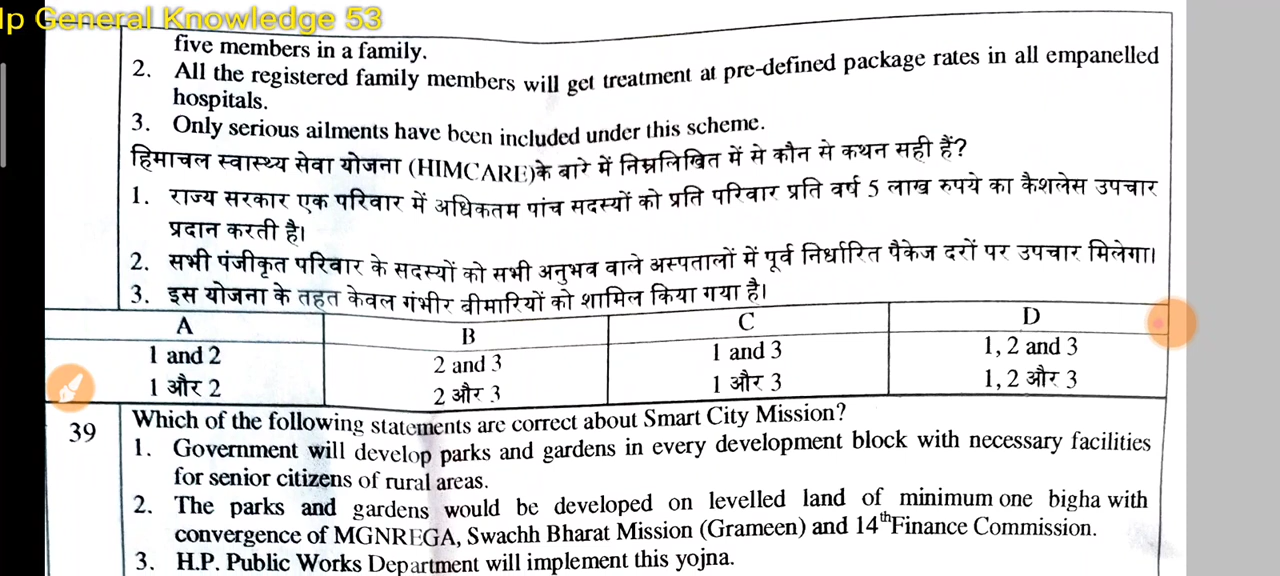 lp General Knowledge 53
five members in a family.
2. All the registered family members will get treatment at pre-defined package rates in all empanelled
hospitals.
3. Only serious ailments have been included under this scheme.
हिमाचल स्वास्थ्य सेवा योजना (HIMCARE)के बारे में निम्नलिखित में से कौन से कथन सही हैं?
1. राज्य सरकार एक परिवार में अधिकतम पांच सदस्यों को प्रति परिवार प्रति वर्ष 5 लाख रुपये का कैशलेस उपचार
प्रदान करती है।
2. सभी पंजीकृत परिवार के सदस्यों को सभी अनुभव वाले अस्पतालों में पूर्व निर्धारित पैकेज दरों पर उपचार मिलेगा।
3. इस योजना के तहत केवल गंभीर बीमारियों को शामिल किया गया है।
A B C D
1 and 2 2 and 3 1 and 3 1, 2 and 3
1 और 2 2 और 3 1 और 3 1, 2 और 3
39 Which of the following statements are correct about Smart City Mission?
1. Government will develop parks and gardens in every development block with necessary facilities
for senior citizens of rural areas.
2. The parks and gardens would be developed on levelled land of minimum one bigha with
convergence of MGNREGA, Swachh Bharat Mission (Grameen) and 14th Finance Commission.
3. H.P. Public Works Department will implement this yojna.